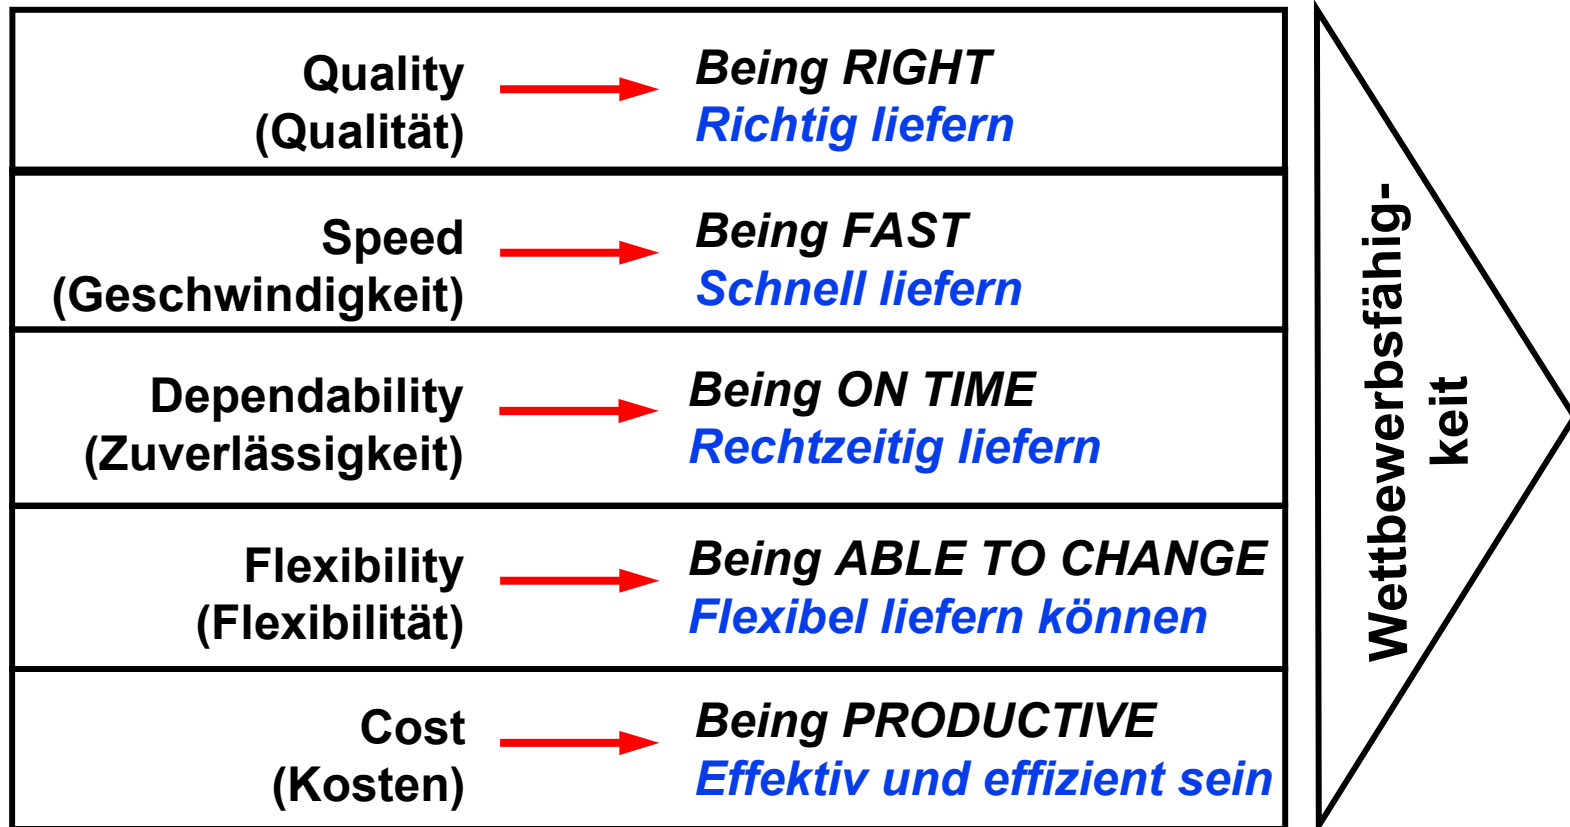 Quality
(Qualität)
Being RIGHT
Richtig liefern
Speed
(Geschwindigkeit)
Being FAST
Schnell liefern
Dependability
(Zuverlässigkeit)
Being ON TIME
Rechtzeitig liefern
Flexibility
(Flexibilität)
Being ABLE TO CHANGE
Flexibel liefern können
Cost
(Kosten)
Being PRODUCTIVE
Effektiv und effizient sein
Wettbewerbsfähig-
keit